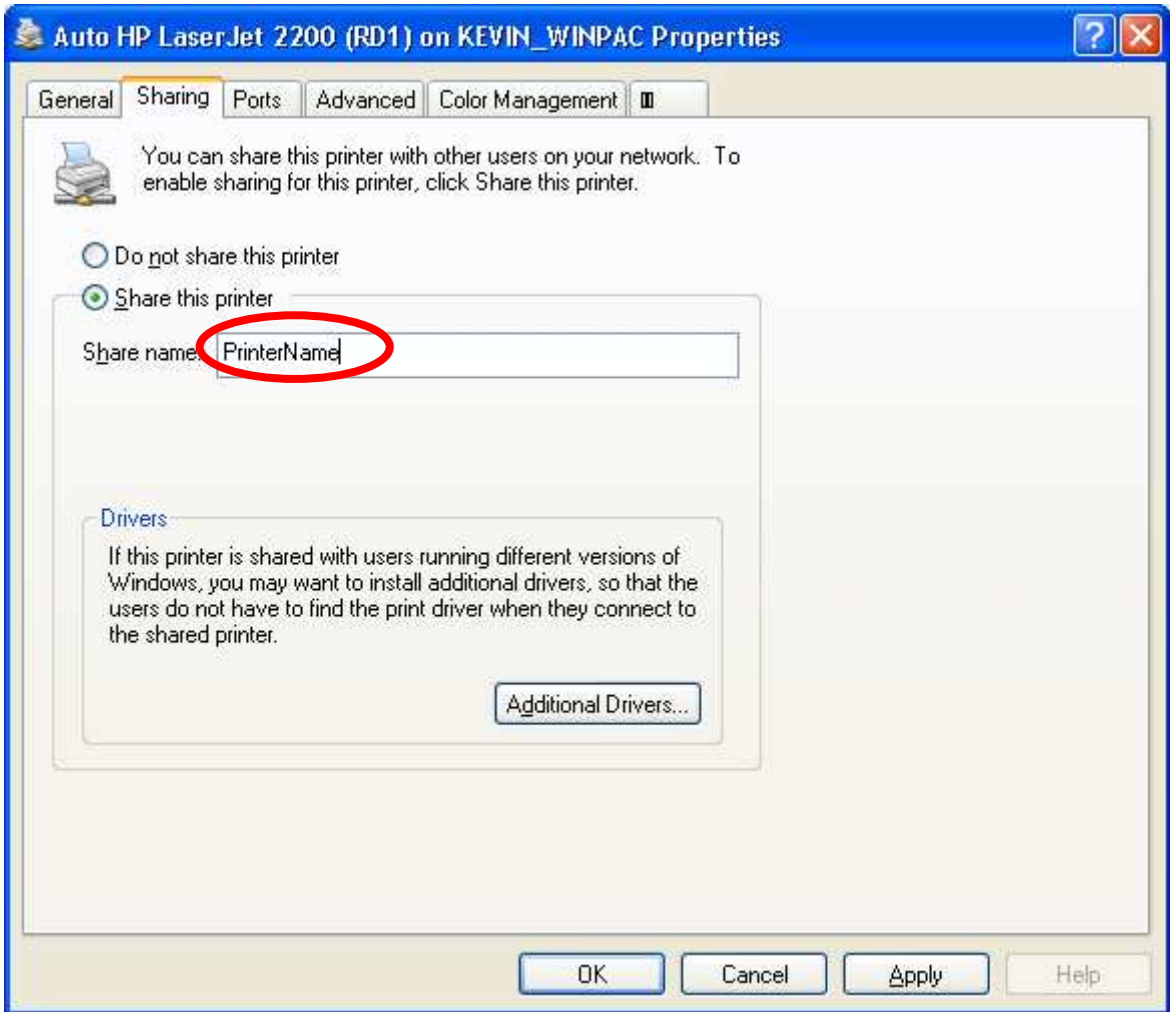 Auto HP LaserJet 2200 (RD1) on KEVIN_WINPAC Properties
General Sharing Ports Advanced Color Management
You can share this printer with other users on your network. To
enable sharing for this printer, click Share this printer.
Do not share this printer
Share this printer
Share name: PrinterName
Drivers
If this printer is shared with users running different versions of
Windows, you may want to install additional drivers, so that the
users do not have to find the print driver when they connect to
the shared printer.
Additional Drivers...
OK Cancel Apply Help